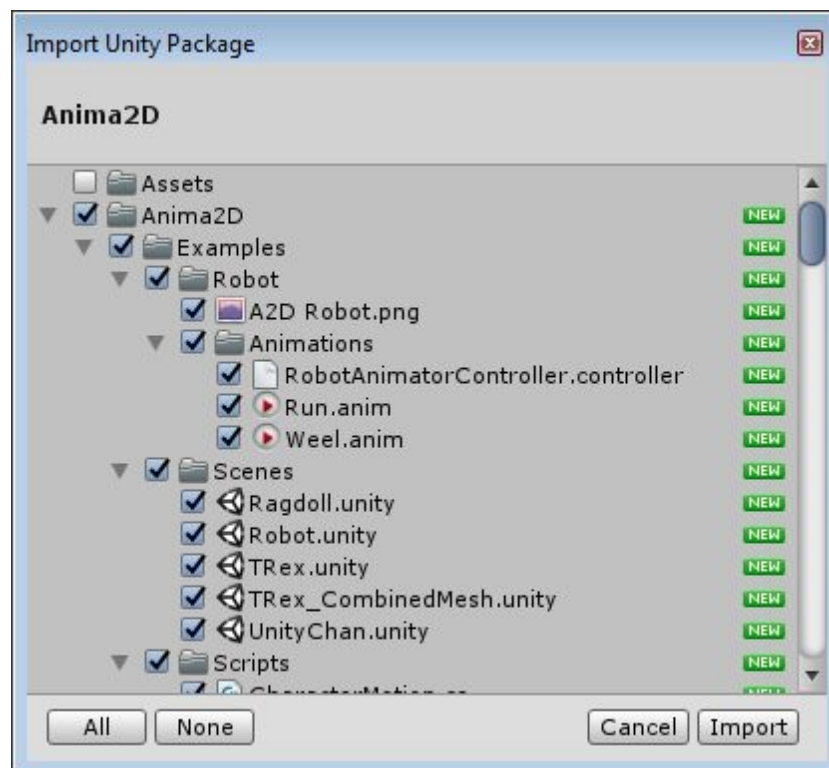 Import Unity Package
Anima2D
Assets
Anima2D NEW
Examples NEW
Robot NEW
A2D Robot.png NEW
Animations NEW
RobotAnimatorController.controller NEW
Run.anim NEW
Weel.anim NEW
Scenes NEW
Ragdoll.unity NEW
Robot.unity NEW
TRex.unity NEW
TRex_CombinedMesh.unity NEW
UnityChan.unity NEW
Scripts NEW
All None Cancel Import